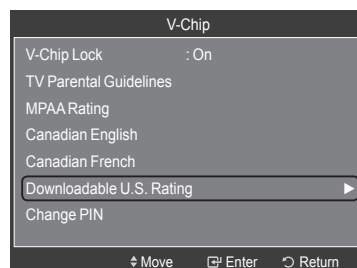 V-Chip
V-Chip Lock : On
TV Parental Guidelines
MPAA Rating
Canadian English
Canadian French
Downloadable U.S. Rating
Change PIN
Move Enter Return